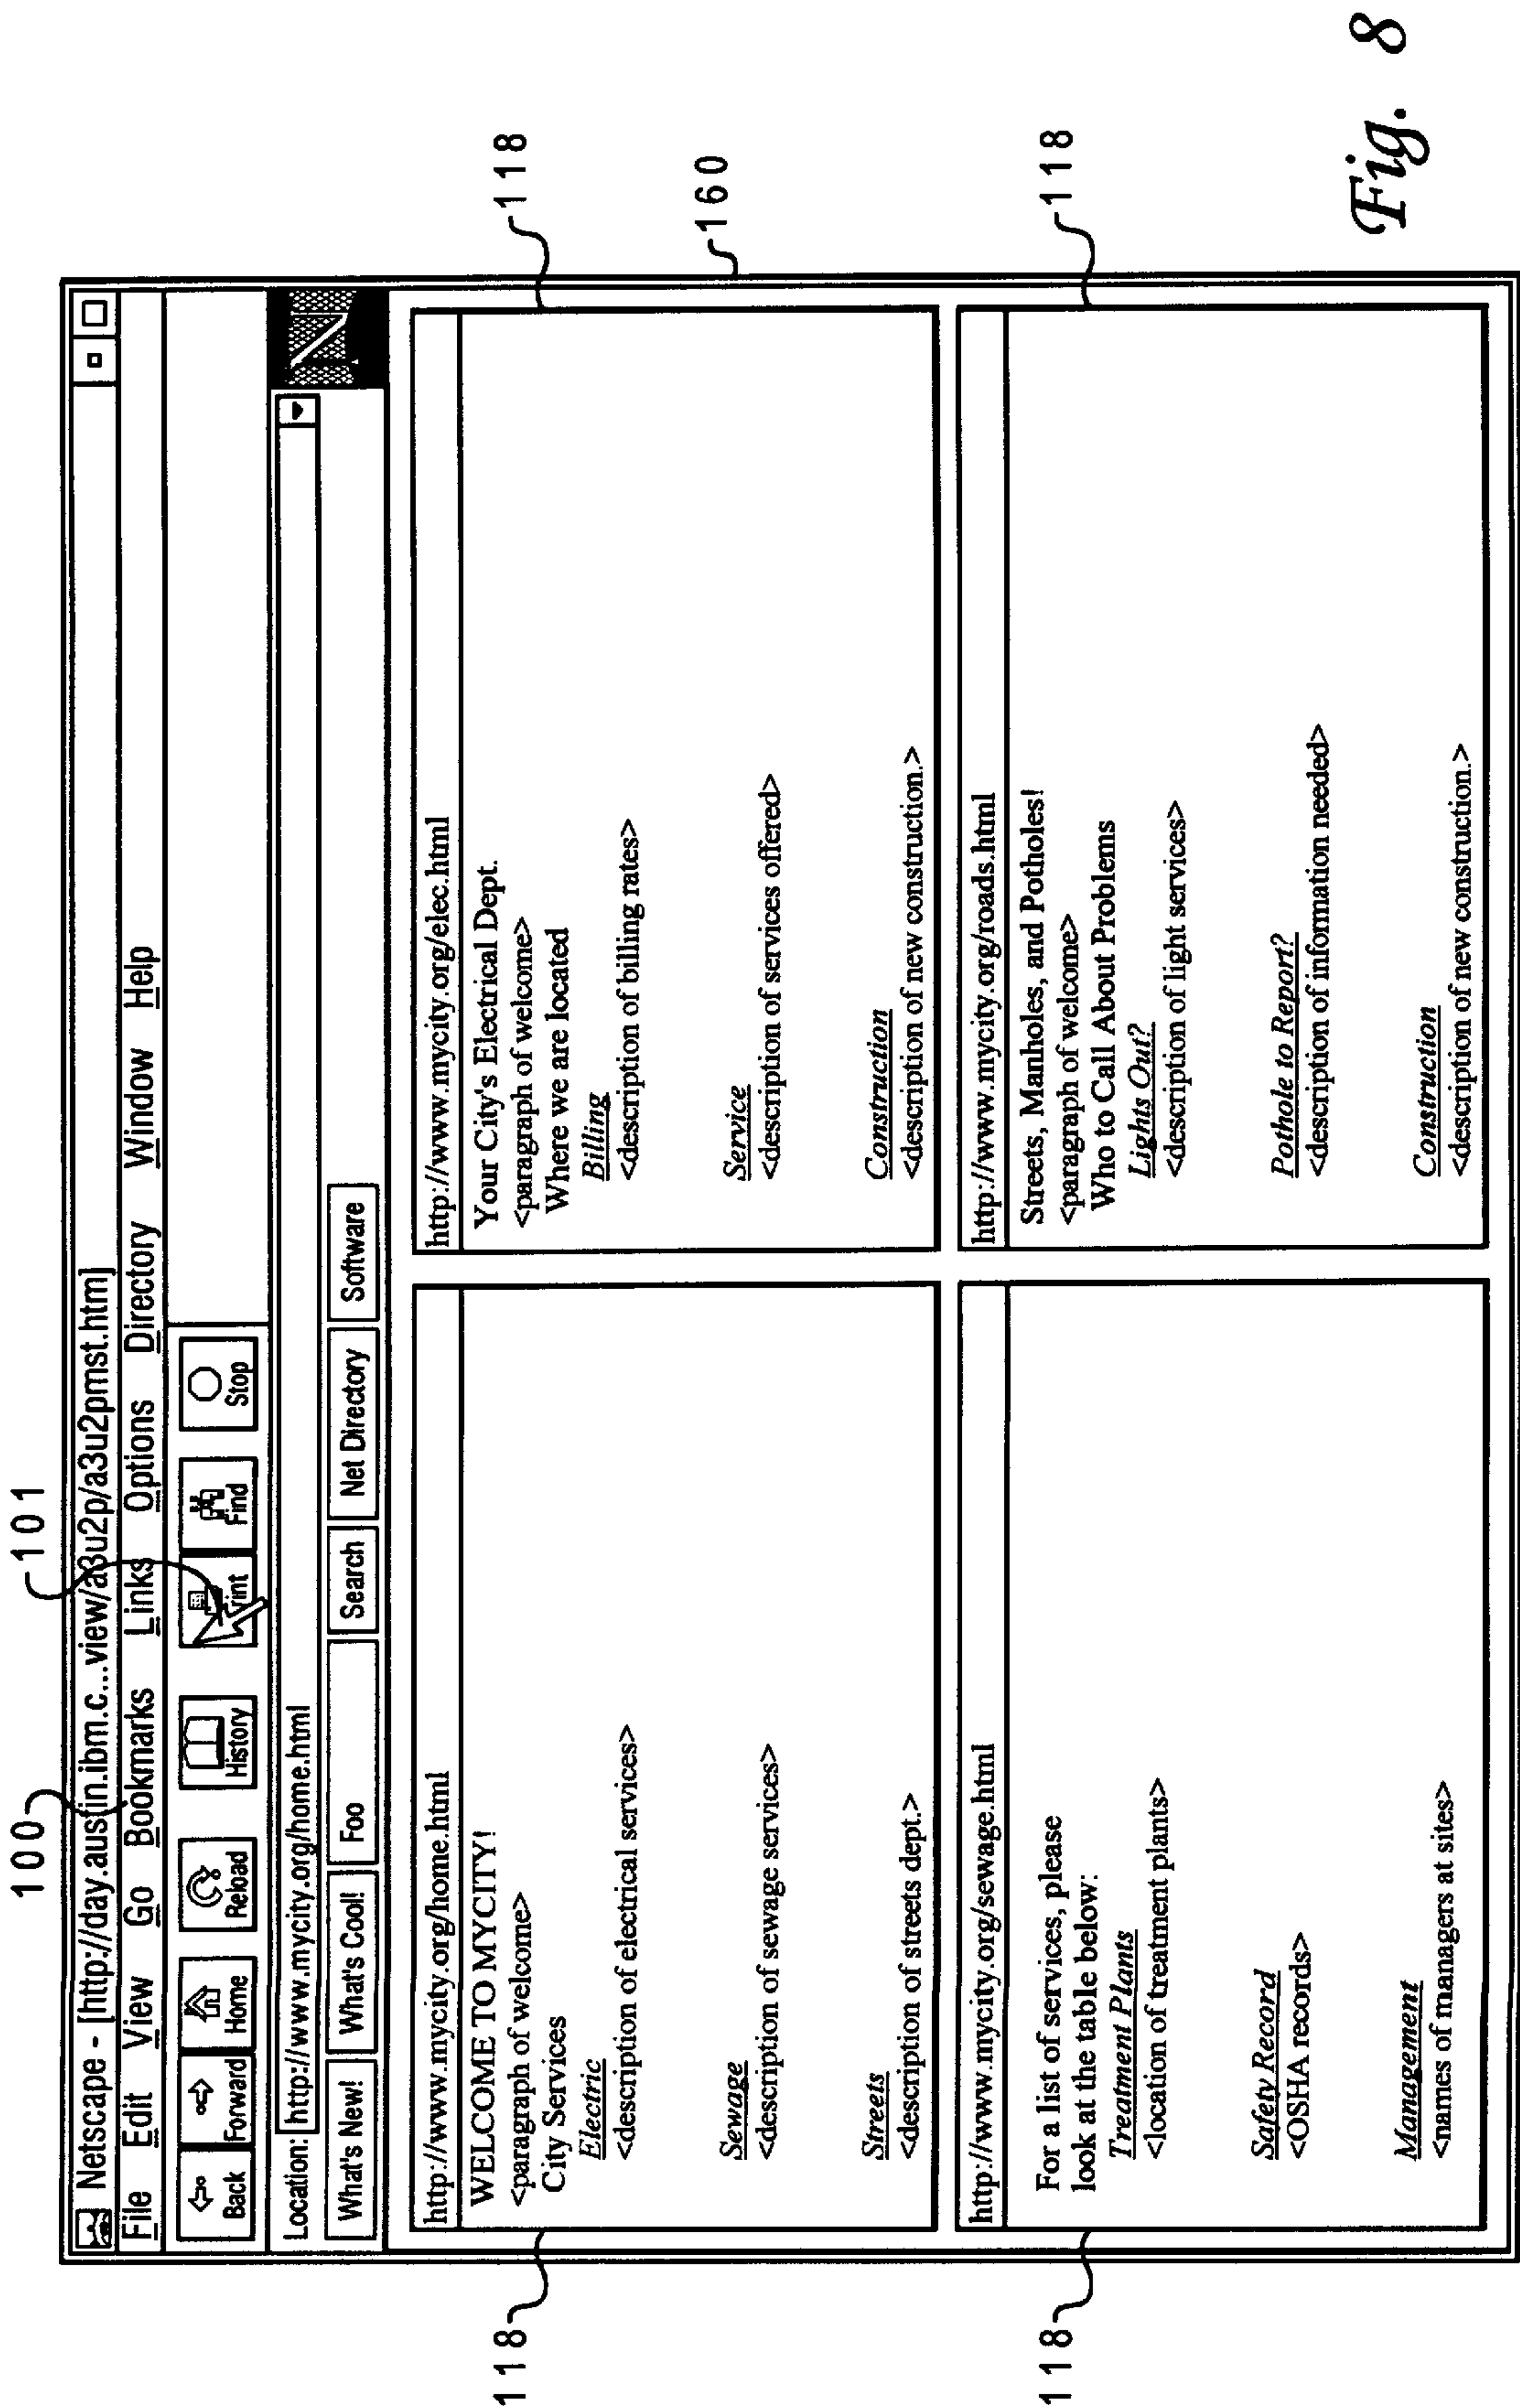 100
101
Netscape - [http://day.austin.ibm.c...view/a3u2p/a3u2pmst.htm]
File Edit View Go Bookmarks Links Options Directory Window Help
Back Forward Home Reload History Print Find Stop
Location: http://www.mycity.org/home.html
What's New! What's Cool! Foo Search Net Directory Software
118
http://www.mycity.org/home.html
WELCOME TO MYCITY!
<paragraph of welcome>
City Services
Electric
<description of electrical services>
Sewage
<description of sewage services>
Streets
<description of streets dept.>
118
http://www.mycity.org/elec.html
Your City's Electrical Dept.
<paragraph of welcome>
Where we are located
Billing
<description of billing rates>
Service
<description of services offered>
Construction
<description of new construction.>
160
118
http://www.mycity.org/sewage.html
For a list of services, please
look at the table below:
Treatment Plants
<location of treatment plants>
Safety Record
<OSHA records>
Management
<names of managers at sites>
118
http://www.mycity.org/roads.html
Streets, Manholes, and Potholes!
<paragraph of welcome>
Who to Call About Problems
Lights Out?
<description of light services>
Pothole to Report?
<description of information needed>
Construction
<description of new construction.>
Fig. 8